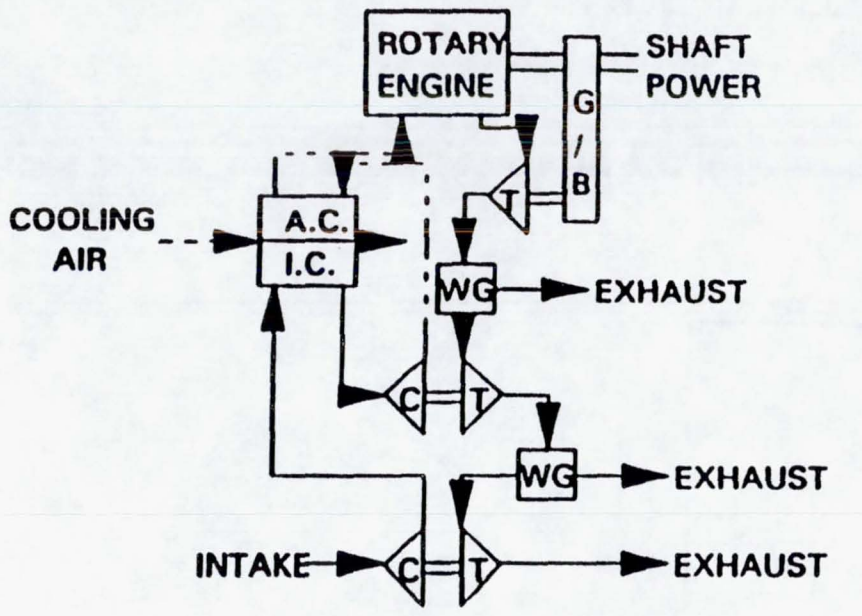 ROTARY
ENGINE
SHAFT
POWER
G
/
B
T
COOLING
AIR
A.C.
I.C.
WG
EXHAUST
C
T
WG
EXHAUST
INTAKE
C
T
EXHAUST